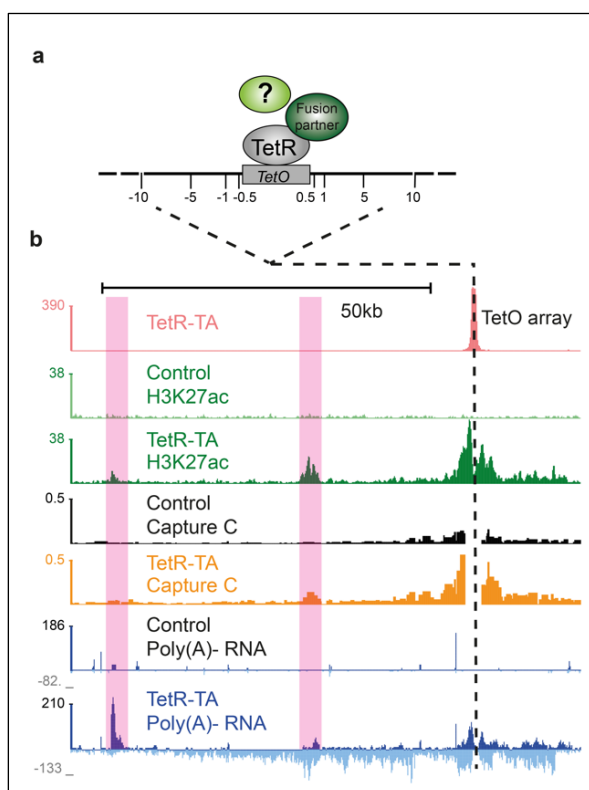 a
?
Fusion
partner
TetR
TetO
-10 -5 -1 -0.5 0.5 1 5 10
b
50kb
390
TetR-TA
TetO array
38
Control
H3K27ac
38
TetR-TA
H3K27ac
0.5
Control
Capture C
0.5
TetR-TA
Capture C
186
Control
Poly(A)- RNA
-82.
210
TetR-TA
Poly(A)- RNA
-133